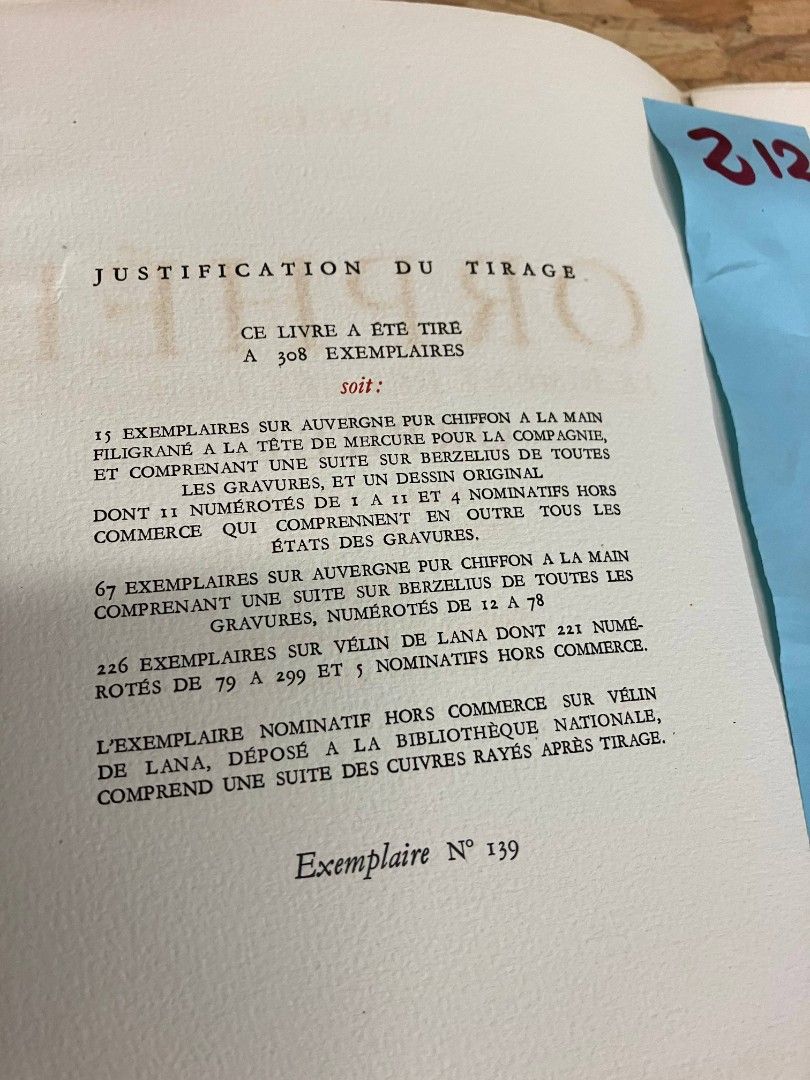 212
JUSTIFICATION DU TIRAGE
CE LIVRE A ÉTÉ TIRÉ
A 308 EXEMPLAIRES
soit:
15 EXEMPLAIRES SUR AUVERGNE PUR CHIFFON A LA MAIN
FILIGRANÉ A LA TÊTE DE MERCURE POUR LA COMPAGNIE,
ET COMPRENANT UNE SUITE SUR BERZELIUS DE TOUTES
LES GRAVURES, ET UN DESSIN ORIGINAL
DONT 11 NUMÉROTÉS DE 1 A 11 ET 4 NOMINATIFS HORS
COMMERCE QUI COMPRENNENT EN OUTRE TOUS LES
ÉTATS DES GRAVURES.
67 EXEMPLAIRES SUR AUVERGNE PUR CHIFFON A LA MAIN
COMPRENANT UNE SUITE SUR BERZELIUS DE TOUTES LES
GRAVURES, NUMÉROTÉS DE 12 A 78
226 EXEMPLAIRES SUR VÉLIN DE LANA DONT 221 NUMÉ-
ROTÉS DE 79 A 299 ET 5 NOMINATIFS HORS COMMERCE.
L'EXEMPLAIRE NOMINATIF HORS COMMERCE SUR VÉLIN
DE LANA, DÉPOSÉ A LA BIBLIOTHÈQUE NATIONALE,
COMPREND UNE SUITE DES CUIVRES RAYÉS APRÈS TIRAGE.
Exemplaire N° 139